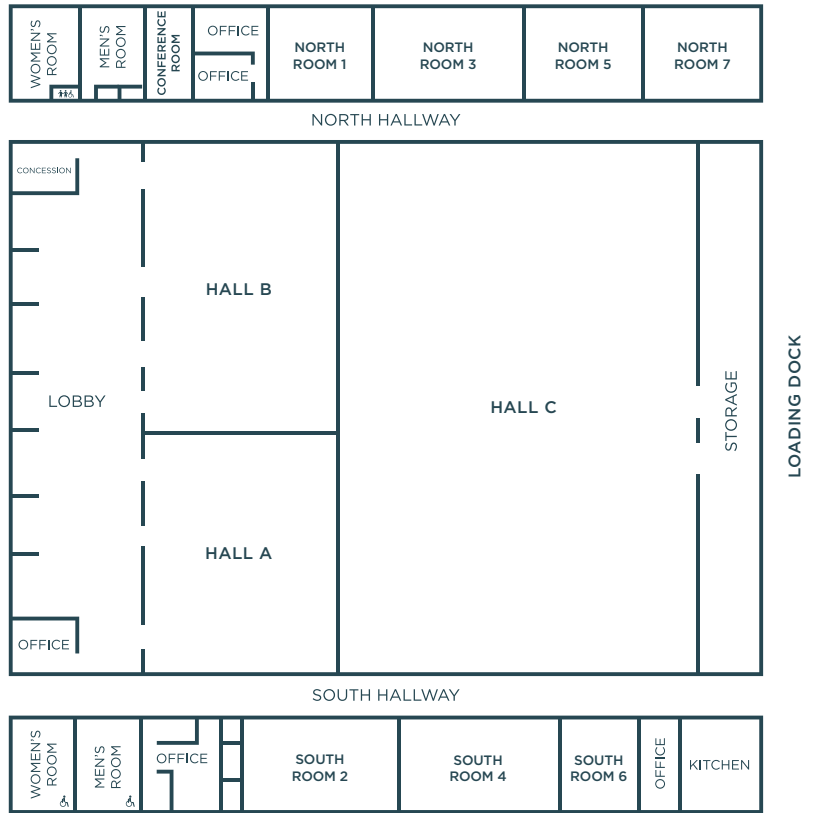 WOMEN'S
ROOM
MEN'S
ROOM
CONFERENCE
ROOM
OFFICE
OFFICE
NORTH
ROOM 1
NORTH
ROOM 3
NORTH
ROOM 5
NORTH
ROOM 7
NORTH HALLWAY
CONCESSION
HALL B
LOBBY
HALL C
STORAGE
LOADING DOCK
HALL A
OFFICE
SOUTH HALLWAY
WOMEN'S
ROOM
MEN'S
ROOM
OFFICE
SOUTH
ROOM 2
SOUTH
ROOM 4
SOUTH
ROOM 6
OFFICE
KITCHEN